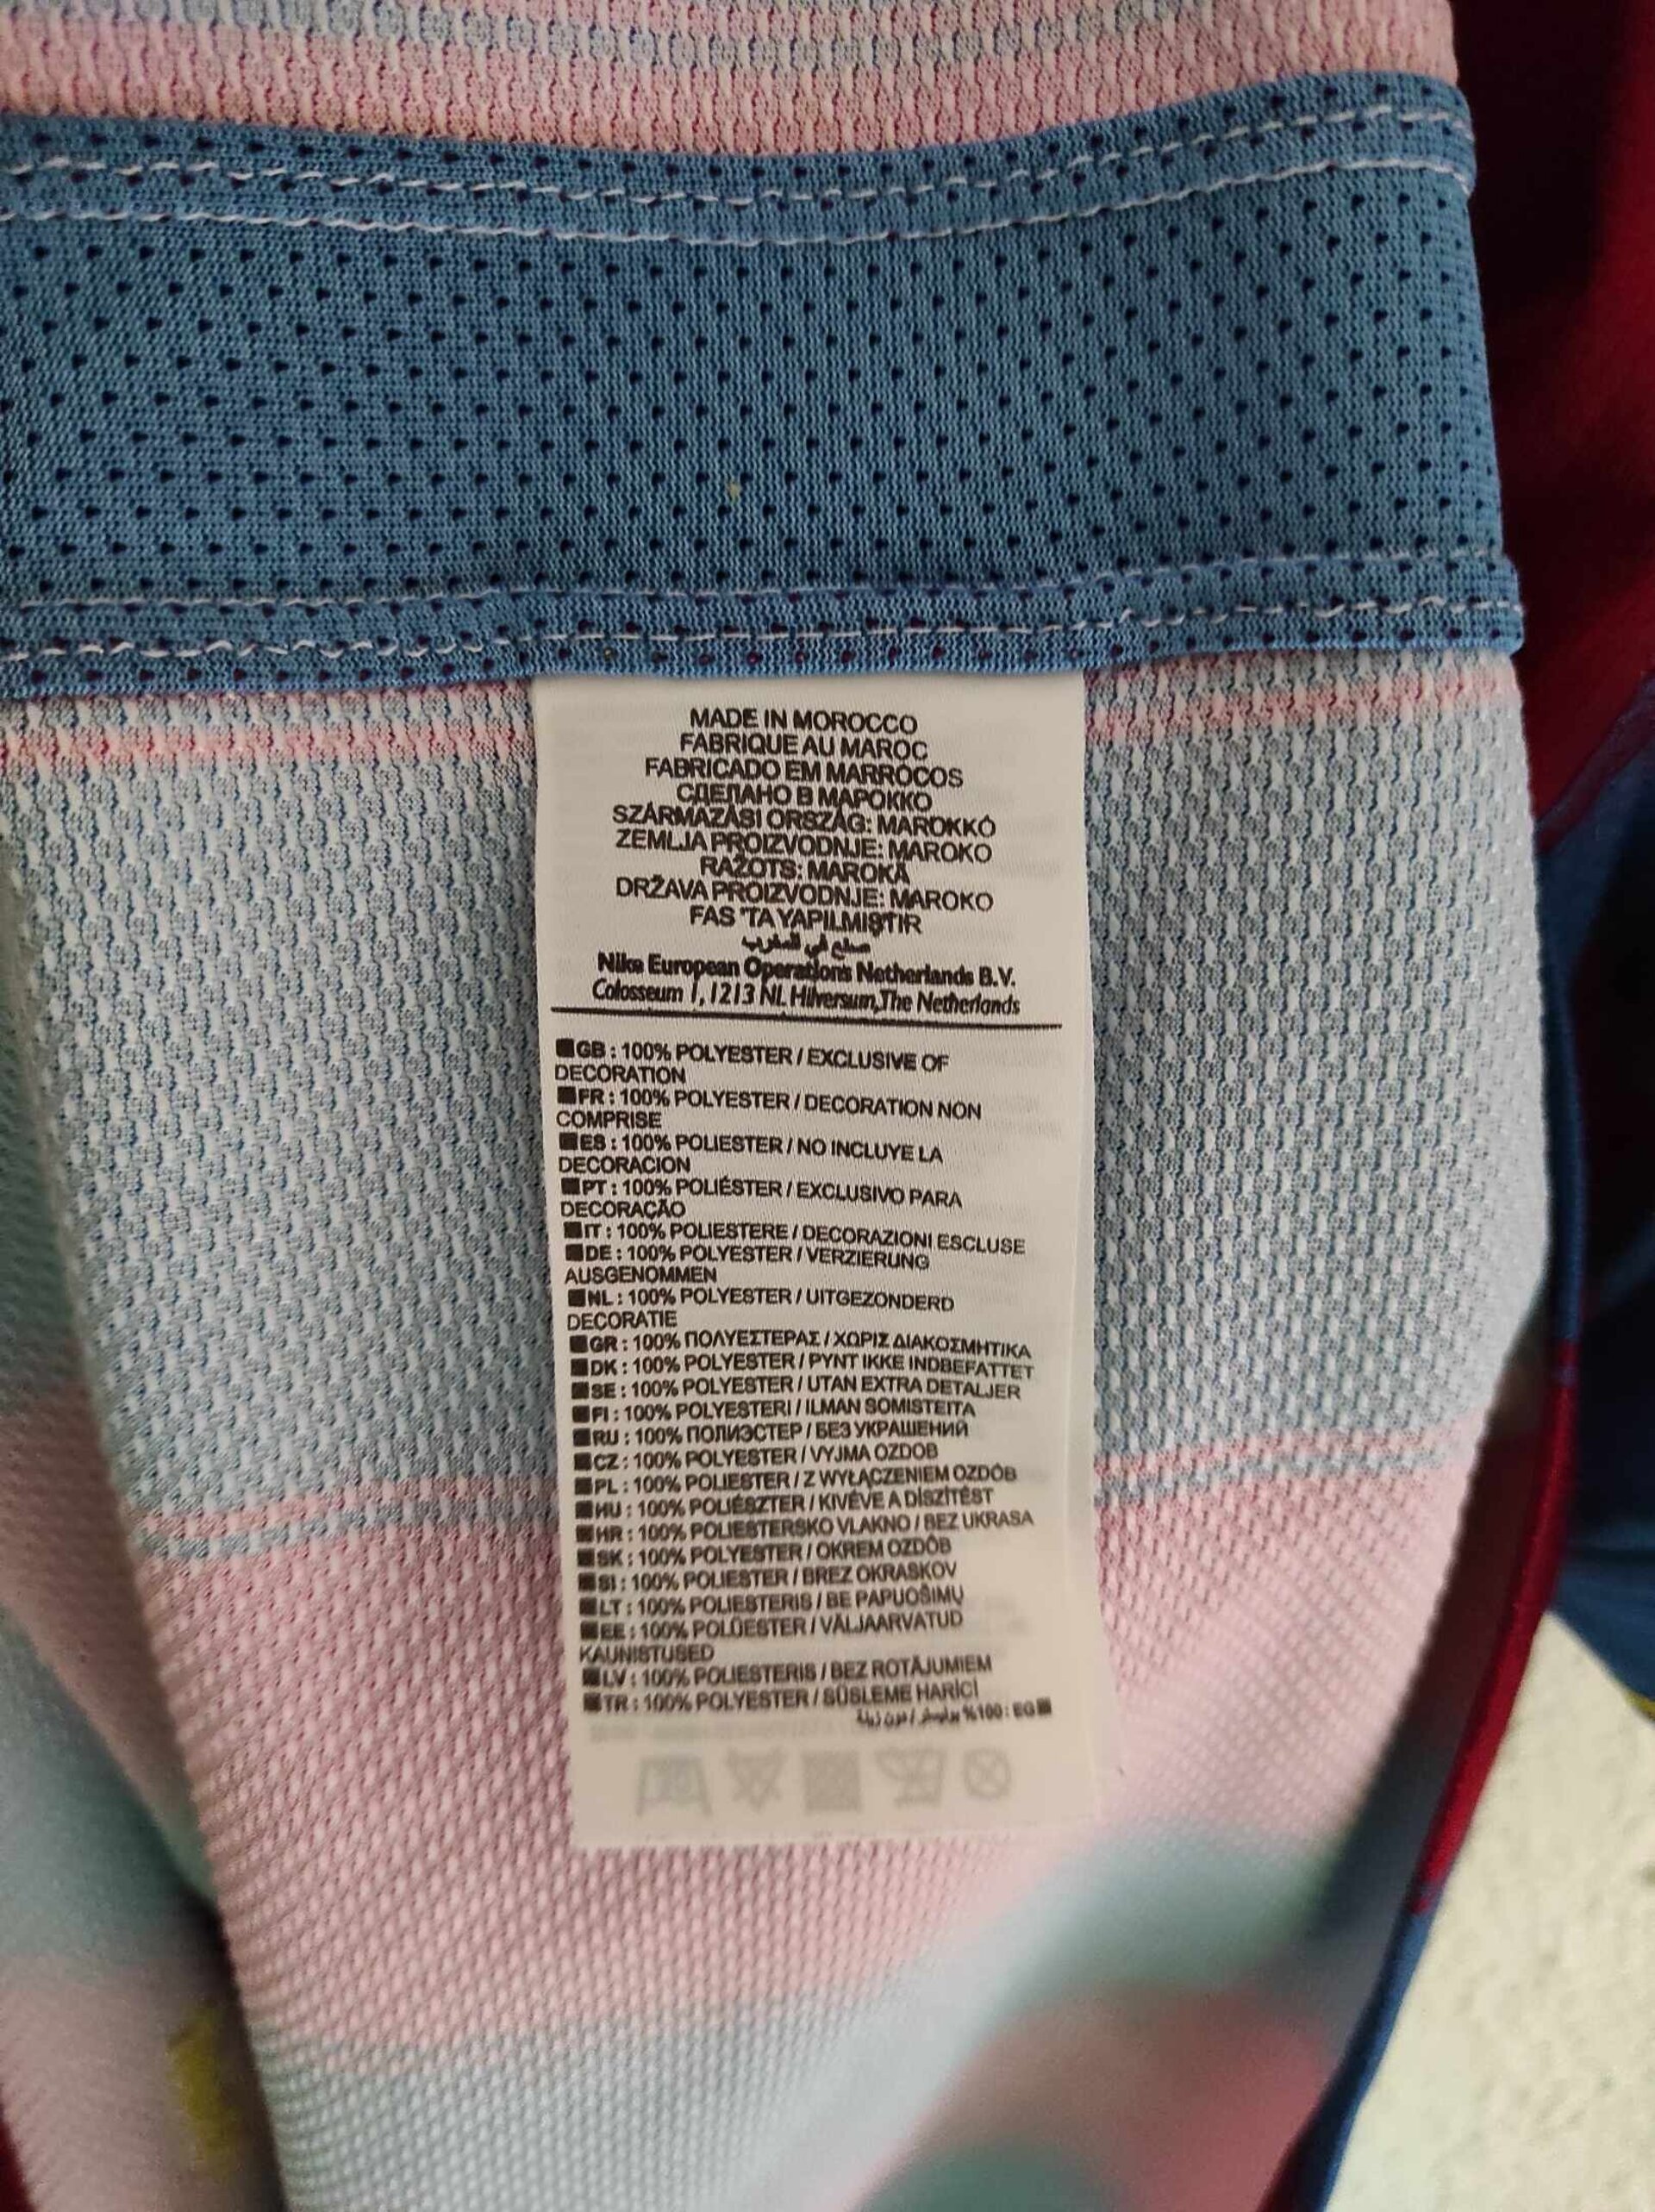 MADE IN MOROCCO
FABRIQUE AU MAROC
FABRICADO EM MARROCOS
СДЕЛАНО В МАРОККО
SZÁRMAZÁSI ORSZÁG: MAROKKÓ
ZEMLJA PROIZVODNJE: MAROKO
RAŽOTS: MAROKĀ
DRŽAVA PROIZVODNJE: MAROKO
FAS 'TA YAPILMIŞTIR
صنع في المغرب
Nike European Operations Netherlands B.V.
Colosseum 1, 1213 NL Hilversum, The Netherlands
GB : 100% POLYESTER / EXCLUSIVE OF
DECORATION
FR : 100% POLYESTER / DECORATION NON
COMPRISE
ES : 100% POLIESTER / NO INCLUYE LA
DECORACION
PT : 100% POLIÉSTER / EXCLUSIVO PARA
DECORAÇÃO
IT : 100% POLIESTERE / DECORAZIONI ESCLUSE
DE : 100% POLYESTER / VERZIERUNG
AUSGENOMMEN
NL : 100% POLYESTER / UITGEZONDERD
DECORATIE
GR : 100% ΠΟΛΥΕΣΤΕΡΑΣ / ΧΩΡΙΣ ΔΙΑΚΟΣΜΗΤΙΚΑ
DK : 100% POLYESTER / PYNT IKKE INDBEFATTET
SE : 100% POLYESTER / UTAN EXTRA DETALJER
FI : 100% POLYESTERI / ILMAN SOMISTEITA
RU : 100% ПОЛИЭСТЕР / БЕЗ УКРАШЕНИЙ
CZ : 100% POLYESTER / VYJMA OZDOB
PL : 100% POLIESTER / Z WYŁĄCZENIEM OZDÓB
HU : 100% POLIÉSZTER / KIVÉVE A DÍSZÍTÉST
HR : 100% POLIESTERSKO VLAKNO / BEZ UKRASA
SK : 100% POLYESTER / OKREM OZDÔB
SI : 100% POLIESTER / BREZ OKRASKOV
LT : 100% POLIESTERIS / BE PAPUOŠIMŲ
EE : 100% POLÜESTER / VÄLJAARVATUD
KAUNISTUSED
LV : 100% POLIESTERIS / BEZ ROTĀJUMIEM
TR : 100% POLYESTER / SÜSLEME HARİCİ
EG : 100% بوليستر / دون زينة